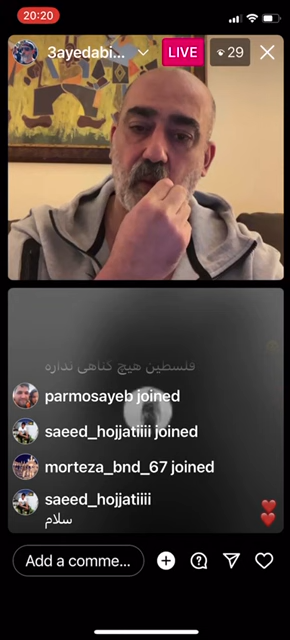 20:20
3ayedabi...
LIVE
29
فلسطین هیچ گناهی نداره
parmosayeb joined
saeed_hojjatiiii joined
morteza_bnd_67 joined
saeed_hojjatiiii
سلام
Add a comme...